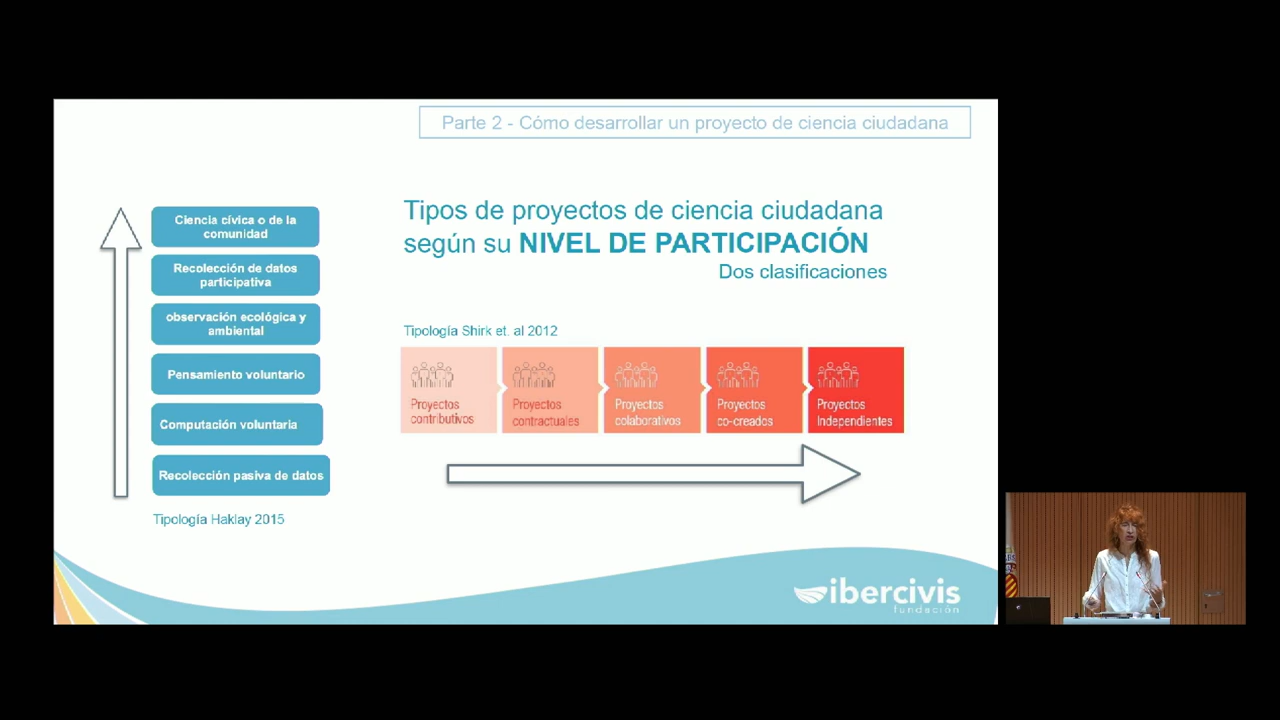 Parte 2 - Cómo desarrollar un proyecto de ciencia ciudadana
Tipos de proyectos de ciencia ciudadana
según su NIVEL DE PARTICIPACIÓN
Dos clasificaciones
Ciencia cívica o de la
comunidad
Recolección de datos
participativa
observación ecológica y
ambiental
Pensamiento voluntario
Computación voluntaria
Recolección pasiva de datos
Tipología Haklay 2015
Tipología Shirk et. al 2012
Proyectos
contributivos
Proyectos
contractuales
Proyectos
colaborativos
Proyectos
co-creados
Proyectos
Independientes
ibercivis
fundación